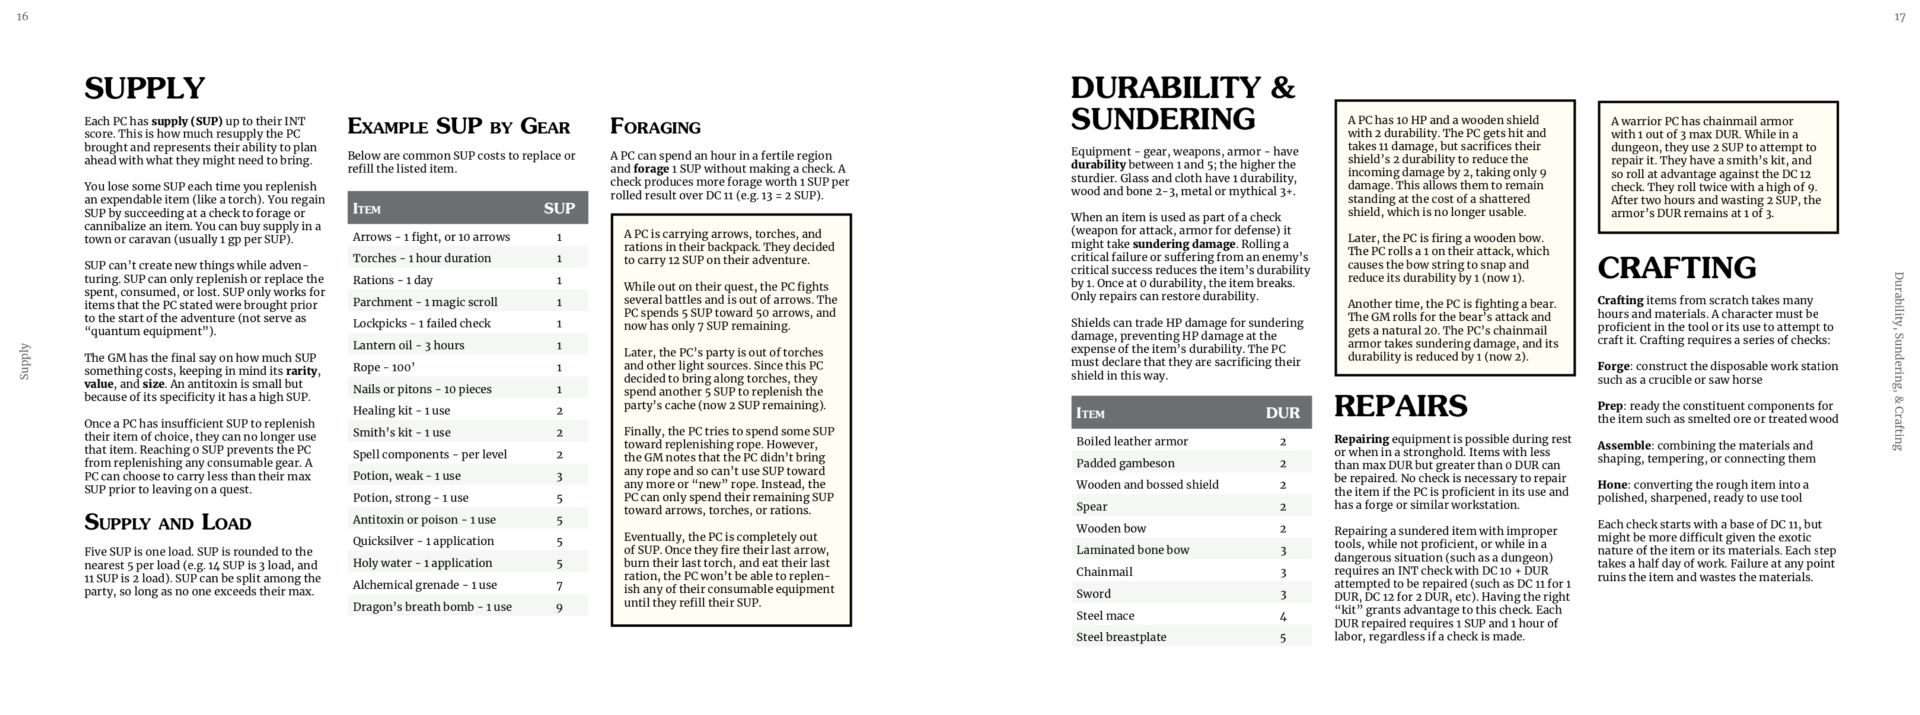 16
SUPPLY
Each PC has supply (SUP) up to their INT
score. This is how much resupply the PC
brought and represents their ability to plan
ahead with what they might need to bring.
You lose some SUP each time you replenish
an expendable item (like a torch). You regain
SUP by succeeding at a check to forage or
cannibalize an item. You can buy supply in a
town or caravan (usually 1 gp per SUP).
SUP can't create new things while adven-
turing. SUP can only replenish or replace the
spent, consumed, or lost. SUP only works for
items that the PC stated were brought prior
to the start of the adventure (not serve as
“quantum equipment”).
The GM has the final say on how much SUP
something costs, keeping in mind its rarity,
value, and size. An antitoxin is small but
because of its specificity it has a high SUP.
Once a PC has insufficient SUP to replenish
their item of choice, they can no longer use
that item. Reaching 0 SUP prevents the PC
from replenishing any consumable gear. A
PC can choose to carry less than their max
SUP prior to leaving on a quest.
SUPPLY AND LOAD
Five SUP is one load. SUP is rounded to the
nearest 5 per load (e.g. 14 SUP is 3 load, and
11 SUP is 2 load). SUP can be split among the
party, so long as no one exceeds their max.
EXAMPLE SUP BY GEAR
Below are common SUP costs to replace or
refill the listed item.
ITEM SUP
Arrows - 1 fight, or 10 arrows 1
Torches - 1 hour duration 1
Rations - 1 day 1
Parchment - 1 magic scroll 1
Lockpicks - 1 failed check 1
Lantern oil - 3 hours 1
Rope - 100' 1
Nails or pitons - 10 pieces 1
Healing kit - 1 use 2
Smith's kit - 1 use 2
Spell components - per level 2
Potion, weak - 1 use 3
Potion, strong - 1 use 5
Antitoxin or poison - 1 use 5
Quicksilver - 1 application 5
Holy water - 1 application 5
Alchemical grenade - 1 use 7
Dragon's breath bomb - 1 use 9
FORAGING
A PC can spend an hour in a fertile region
and forage 1 SUP without making a check. A
check produces more forage worth 1 SUP per
rolled result over DC 11 (e.g. 13 = 2 SUP).
A PC is carrying arrows, torches, and
rations in their backpack. They decided
to carry 12 SUP on their adventure.
While out on their quest, the PC fights
several battles and is out of arrows. The
PC spends 5 SUP toward 50 arrows, and
now has only 7 SUP remaining.
Later, the PC's party is out of torches
and other light sources. Since this PC
decided to bring along torches, they
spend another 5 SUP to replenish the
party's cache (now 2 SUP remaining).
Finally, the PC tries to spend some SUP
toward replenishing rope. However,
the GM notes that the PC didn't bring
any rope and so can't use SUP toward
any more or “new” rope. Instead, the
PC can only spend their remaining SUP
toward arrows, torches, or rations.
Eventually, the PC is completely out
of SUP. Once they fire their last arrow,
burn their last torch, and eat their last
ration, the PC won't be able to replen-
ish any of their consumable equipment
until they refill their SUP.
Supply
17
DURABILITY &
SUNDERING
Equipment - gear, weapons, armor - have
durability between 1 and 5; the higher the
sturdier. Glass and cloth have 1 durability,
wood and bone 2-3, metal or mythical 3+.
When an item is used as part of a check
(weapon for attack, armor for defense) it
might take sundering damage. Rolling a
critical failure or suffering from an enemy's
critical success reduces the item's durability
by 1. Once at 0 durability, the item breaks.
Only repairs can restore durability.
Shields can trade HP damage for sundering
damage, preventing HP damage at the
expense of the item's durability. The PC
must declare that they are sacrificing their
shield in this way.
ITEM DUR
Boiled leather armor 2
Padded gambeson 2
Wooden and bossed shield 2
Spear 2
Wooden bow 2
Laminated bone bow 3
Chainmail 3
Sword 3
Steel mace 4
Steel breastplate 5
A PC has 10 HP and a wooden shield
with 2 durability. The PC gets hit and
takes 11 damage, but sacrifices their
shield's 2 durability to reduce the
incoming damage by 2, taking only 9
damage. This allows them to remain
standing at the cost of a shattered
shield, which is no longer usable.
Later, the PC is firing a wooden bow.
The PC rolls a 1 on their attack, which
causes the bow string to snap and
reduce its durability by 1 (now 1).
Another time, the PC is fighting a bear.
The GM rolls for the bear's attack and
gets a natural 20. The PC's chainmail
armor takes sundering damage, and its
durability is reduced by 1 (now 2).
REPAIRS
Repairing equipment is possible during rest
or when in a stronghold. Items with less
than max DUR but greater than 0 DUR can
be repaired. No check is necessary to repair
the item if the PC is proficient in its use and
has a forge or similar workstation.
Repairing a sundered item with improper
tools, while not proficient, or while in a
dangerous situation (such as a dungeon)
requires an INT check with DC 10 + DUR
attempted to be repaired (such as DC 11 for 1
DUR, DC 12 for 2 DUR, etc). Having the right
“kit” grants advantage to this check. Each
DUR repaired requires 1 SUP and 1 hour of
labor, regardless if a check is made.
A warrior PC has chainmail armor
with 1 out of 3 max DUR. While in a
dungeon, they use 2 SUP to attempt to
repair it. They have a smith's kit, and
so roll at advantage against the DC 12
check. They roll twice with a high of 9.
After two hours and wasting 2 SUP, the
armor's DUR remains at 1 of 3.
CRAFTING
Crafting items from scratch takes many
hours and materials. A character must be
proficient in the tool or its use to attempt to
craft it. Crafting requires a series of checks:
Forge: construct the disposable work station
such as a crucible or saw horse
Prep: ready the constituent components for
the item such as smelted ore or treated wood
Assemble: combining the materials and
shaping, tempering, or connecting them
Hone: converting the rough item into a
polished, sharpened, ready to use tool
Each check starts with a base of DC 11, but
might be more difficult given the exotic
nature of the item or its materials. Each step
takes a half day of work. Failure at any point
ruins the item and wastes the materials.
Durability, Sundering, & Crafting